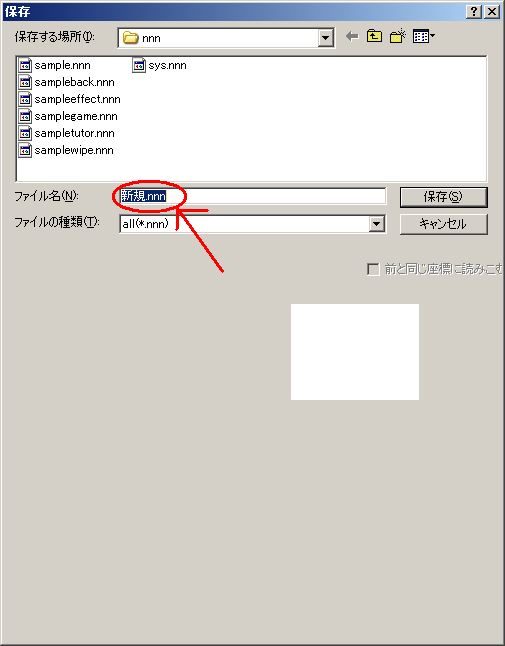 保存
保存する場所(I): nnn
sample.nnn sys.nnn
sampleback.nnn
sampleeffect.nnn
samplegame.nnn
sampletutor.nnn
samplewipe.nnn
ファイル名(N): 新規.nnn 保存(S)
ファイルの種類(T): all(*.nnn) キャンセル
前と同じ座標に読みこむ